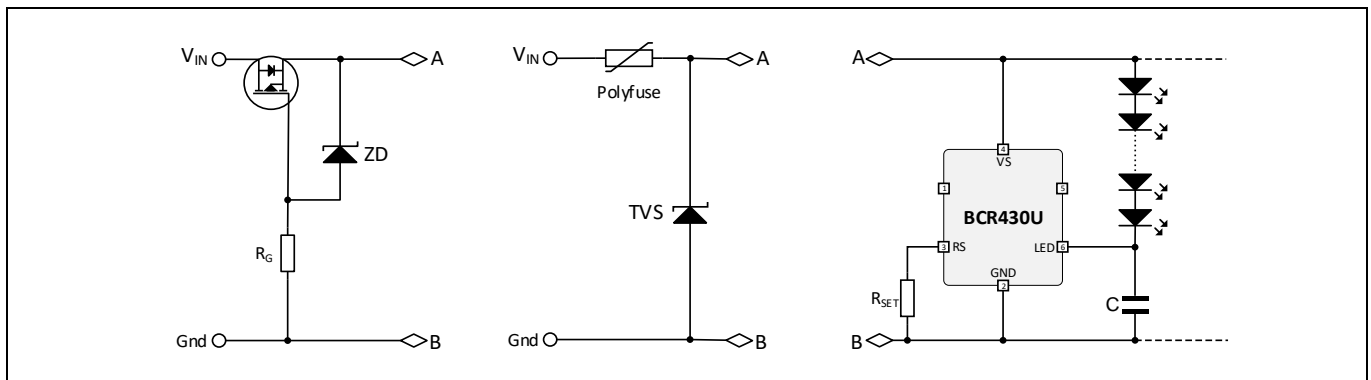 V_IN
A
ZD
R_G
Gnd
B
V_IN
A
Polyfuse
TVS
Gnd
B
A
4
VS
1
5
BCR430U
3
RS
LED
6
GND
2
R_SET
C
B